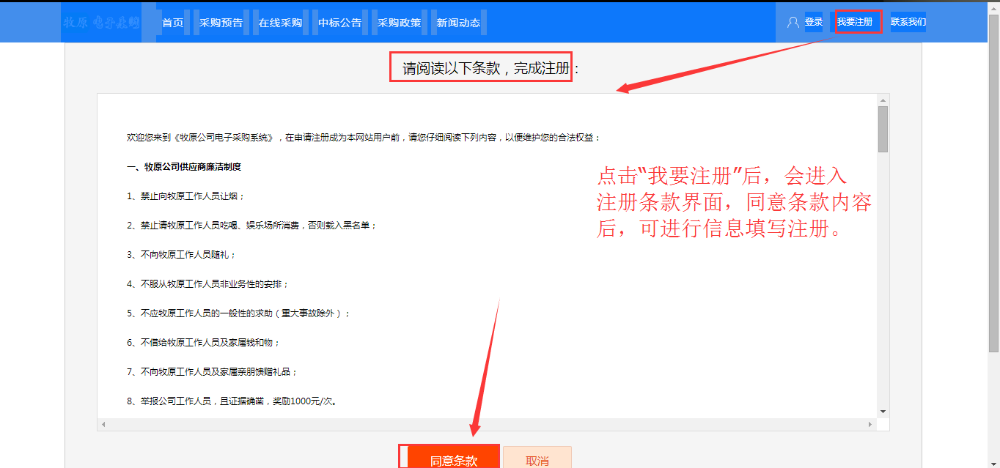 牧原 电子采购
首页 采购预告 在线采购 中标公告 采购政策 新闻动态 登录 我要注册 联系我们
请阅读以下条款，完成注册：
欢迎您来到《牧原公司电子采购系统》，在申请注册成为本网站用户前，请您仔细阅读下列内容，以便维护您的合法权益：
一、牧原公司供应商廉洁制度
1、禁止向牧原工作人员让烟；
2、禁止请牧原工作人员吃喝、娱乐场所消费，否则载入黑名单；
3、不向牧原工作人员随礼；
4、不服从牧原工作人员非业务性的安排；
5、不应牧原工作人员的一般性的求助（重大事故除外）；
6、不借给牧原工作人员及家属钱和物；
7、不向牧原工作人员及家属亲朋馈赠礼品；
8、举报公司工作人员，且证据确凿，奖励1000元/次。
点击“我要注册”后，会进入
注册条款界面，同意条款内容
后，可进行信息填写注册。
同意条款 取消